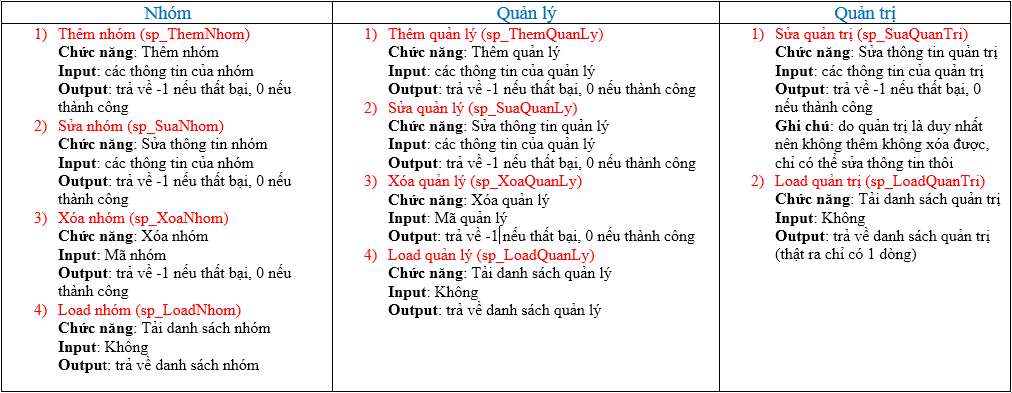 Nhóm
1) Thêm nhóm (sp_ThemNhom)
Chức năng: Thêm nhóm
Input: các thông tin của nhóm
Output: trả về -1 nếu thất bại, 0 nếu
thành công
2) Sửa nhóm (sp_SuaNhom)
Chức năng: Sửa thông tin nhóm
Input: các thông tin của nhóm
Output: trả về -1 nếu thất bại, 0 nếu
thành công
3) Xóa nhóm (sp_XoaNhom)
Chức năng: Xóa nhóm
Input: Mã nhóm
Output: trả về -1 nếu thất bại, 0 nếu
thành công
4) Load nhóm (sp_LoadNhom)
Chức năng: Tải danh sách nhóm
Input: Không
Output: trả về danh sách nhóm
Quản lý
1) Thêm quản lý (sp_ThemQuanLy)
Chức năng: Thêm quản lý
Input: các thông tin của quản lý
Output: trả về -1 nếu thất bại, 0 nếu thành công
2) Sửa quản lý (sp_SuaQuanLy)
Chức năng: Sửa thông tin quản lý
Input: các thông tin của quản lý
Output: trả về -1 nếu thất bại, 0 nếu thành công
3) Xóa quản lý (sp_XoaQuanLy)
Chức năng: Xóa quản lý
Input: Mã quản lý
Output: trả về -1 nếu thất bại, 0 nếu thành công
4) Load quản lý (sp_LoadQuanLy)
Chức năng: Tải danh sách quản lý
Input: Không
Output: trả về danh sách quản lý
Quản trị
1) Sửa quản trị (sp_SuaQuanTri)
Chức năng: Sửa thông tin quản trị
Input: các thông tin của quản trị
Output: trả về -1 nếu thất bại, 0
nếu thành công
Ghi chú: do quản trị là duy nhất
nên không thêm không xóa được,
chỉ có thể sửa thông tin thôi
2) Load quản trị (sp_LoadQuanTri)
Chức năng: Tải danh sách quản trị
Input: Không
Output: trả về danh sách quản trị
(thật ra chỉ có 1 dòng)